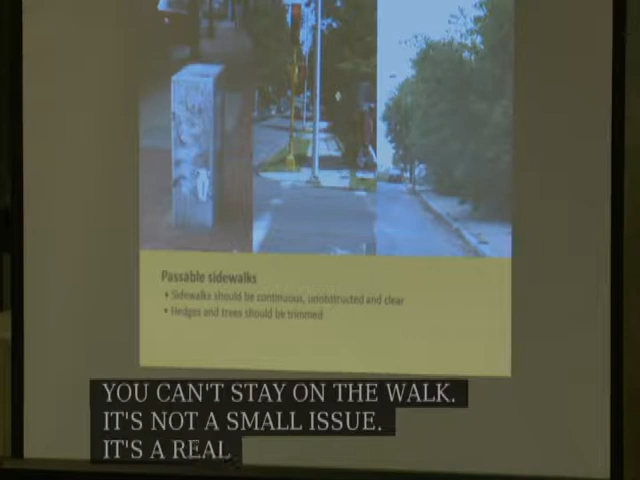 Passable sidewalks
• Sidewalks should be continuous, unobstructed and clear
• Hedges and trees should be trimmed
YOU CAN'T STAY ON THE WALK.
IT'S NOT A SMALL ISSUE.
IT'S A REAL